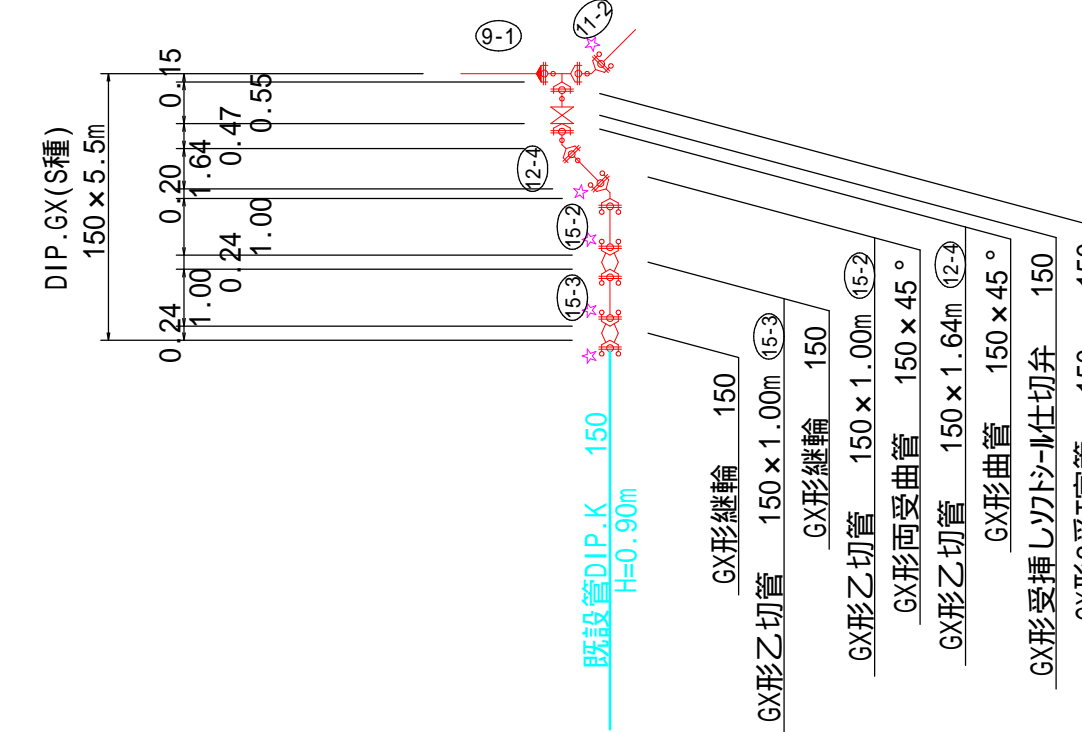 9-1
11-2
12-4
15-2
15-3
DIP.GX(S種)
150×5.5m
0.15
0.55
0.47
1.64
0.20
1.00
0.24
1.00
0.24
既設管DIP.K 150
H=0.90m
GX形継輪 150
GX形乙切管 150×1.00m 15-3
GX形継輪 150
GX形乙切管 150×1.00m 15-2
GX形両受曲管 150×45°
GX形乙切管 150×1.64m 12-4
GX形曲管 150×45°
GX形受挿しソフトシール仕切弁 150